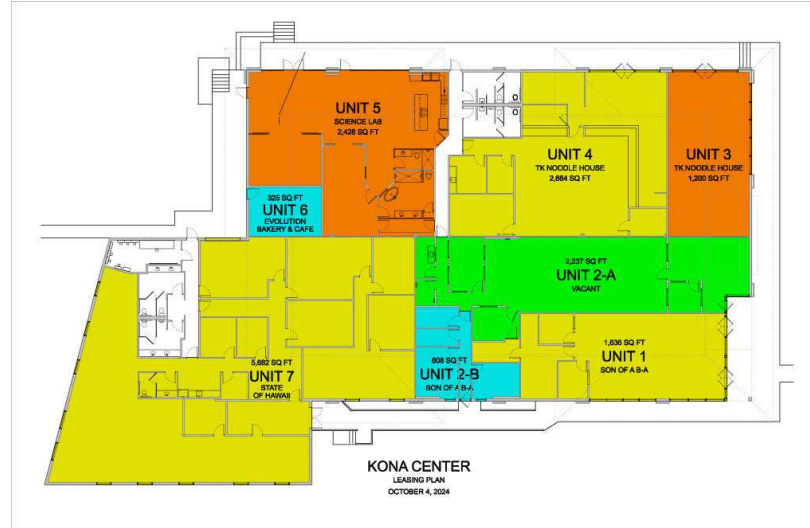 UNIT 5
SCIENCE LAB
2,428 SQ FT
UNIT 4
TK NOODLE HOUSE
2,664 SQ FT
UNIT 3
TK NOODLE HOUSE
1,200 SQ FT
325 SQ FT
UNIT 6
EVOLUTION
BAKERY & CAFE
2,237 SQ FT
UNIT 2-A
VACANT
5,682 SQ FT
UNIT 7
STATE
OF HAWAII
608 SQ FT
UNIT 2-B
SON OF A B-A
1,636 SQ FT
UNIT 1
SON OF A B-A
KONA CENTER
LEASING PLAN
OCTOBER 4, 2024